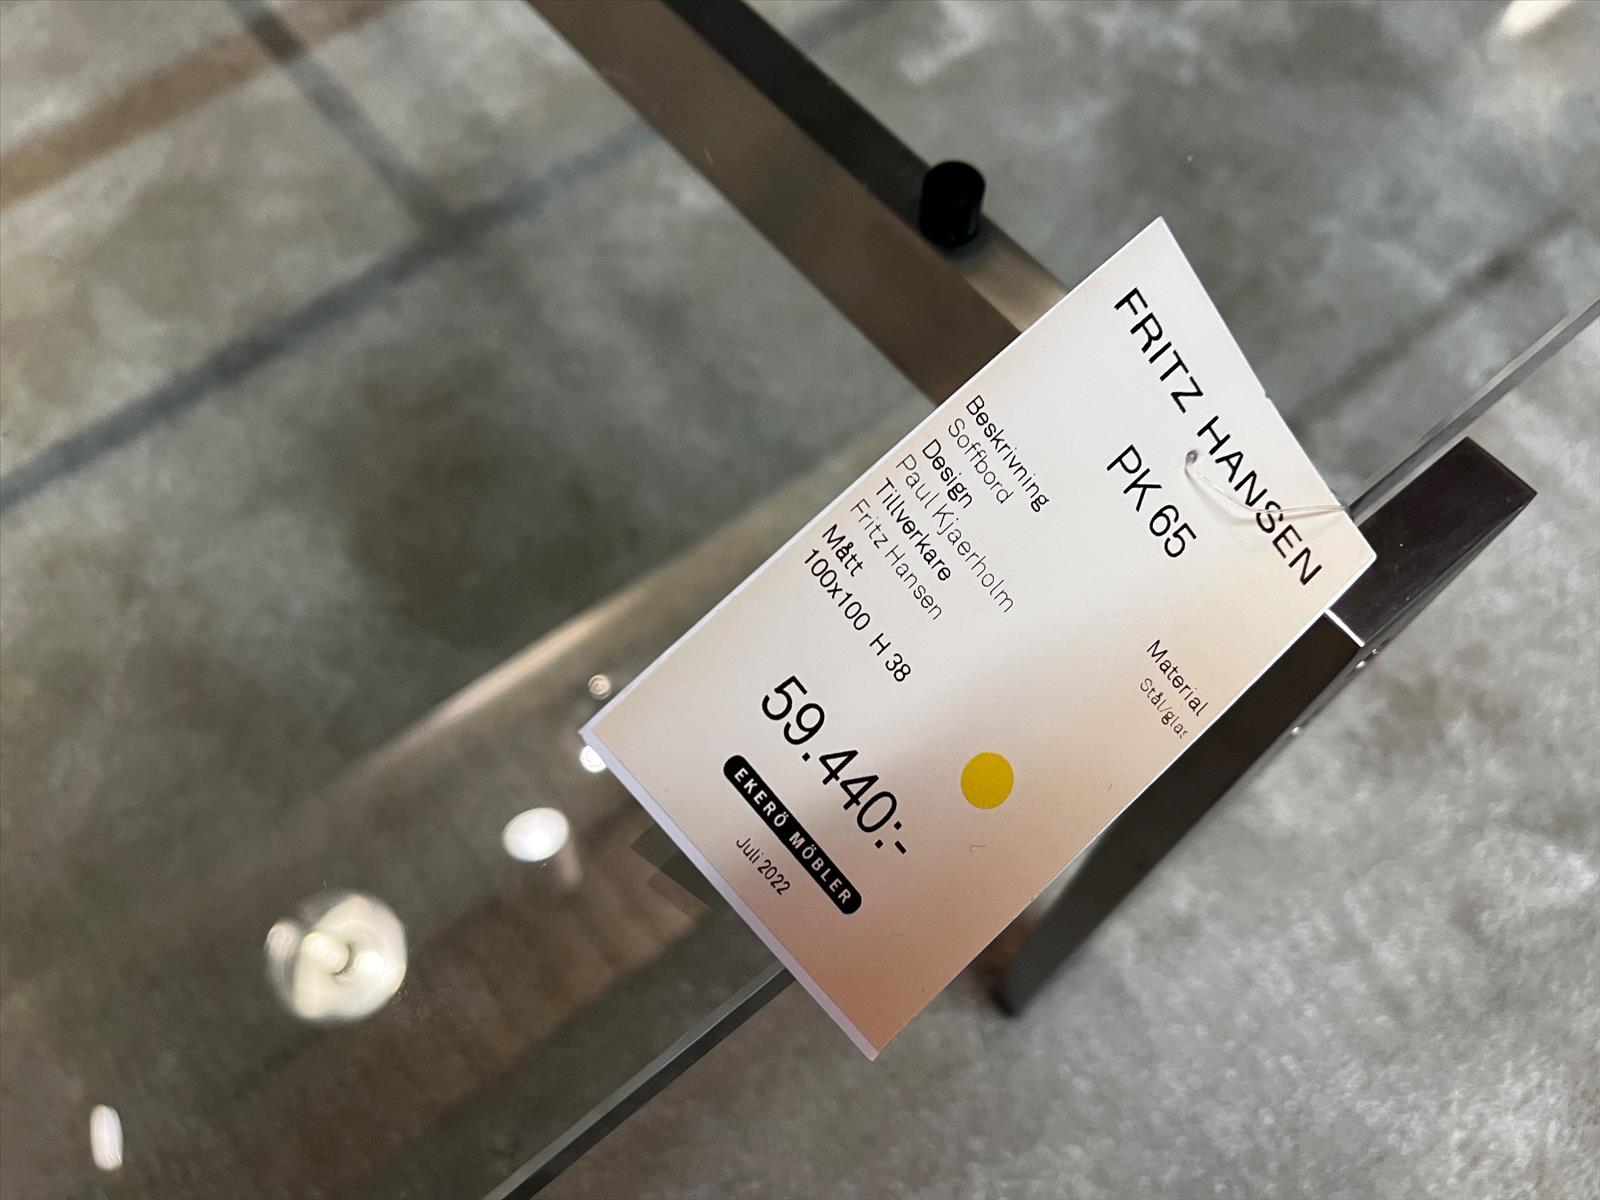 FRITZ HANSEN
PK 65
Beskrivning
Soffbord
Design
Paul Kjaerholm
Tillverkare
Fritz Hansen
Mått
100x100 H 38
Material
Stål/glas
59.440:-
EKERÖ MÖBLER
Juli 2022